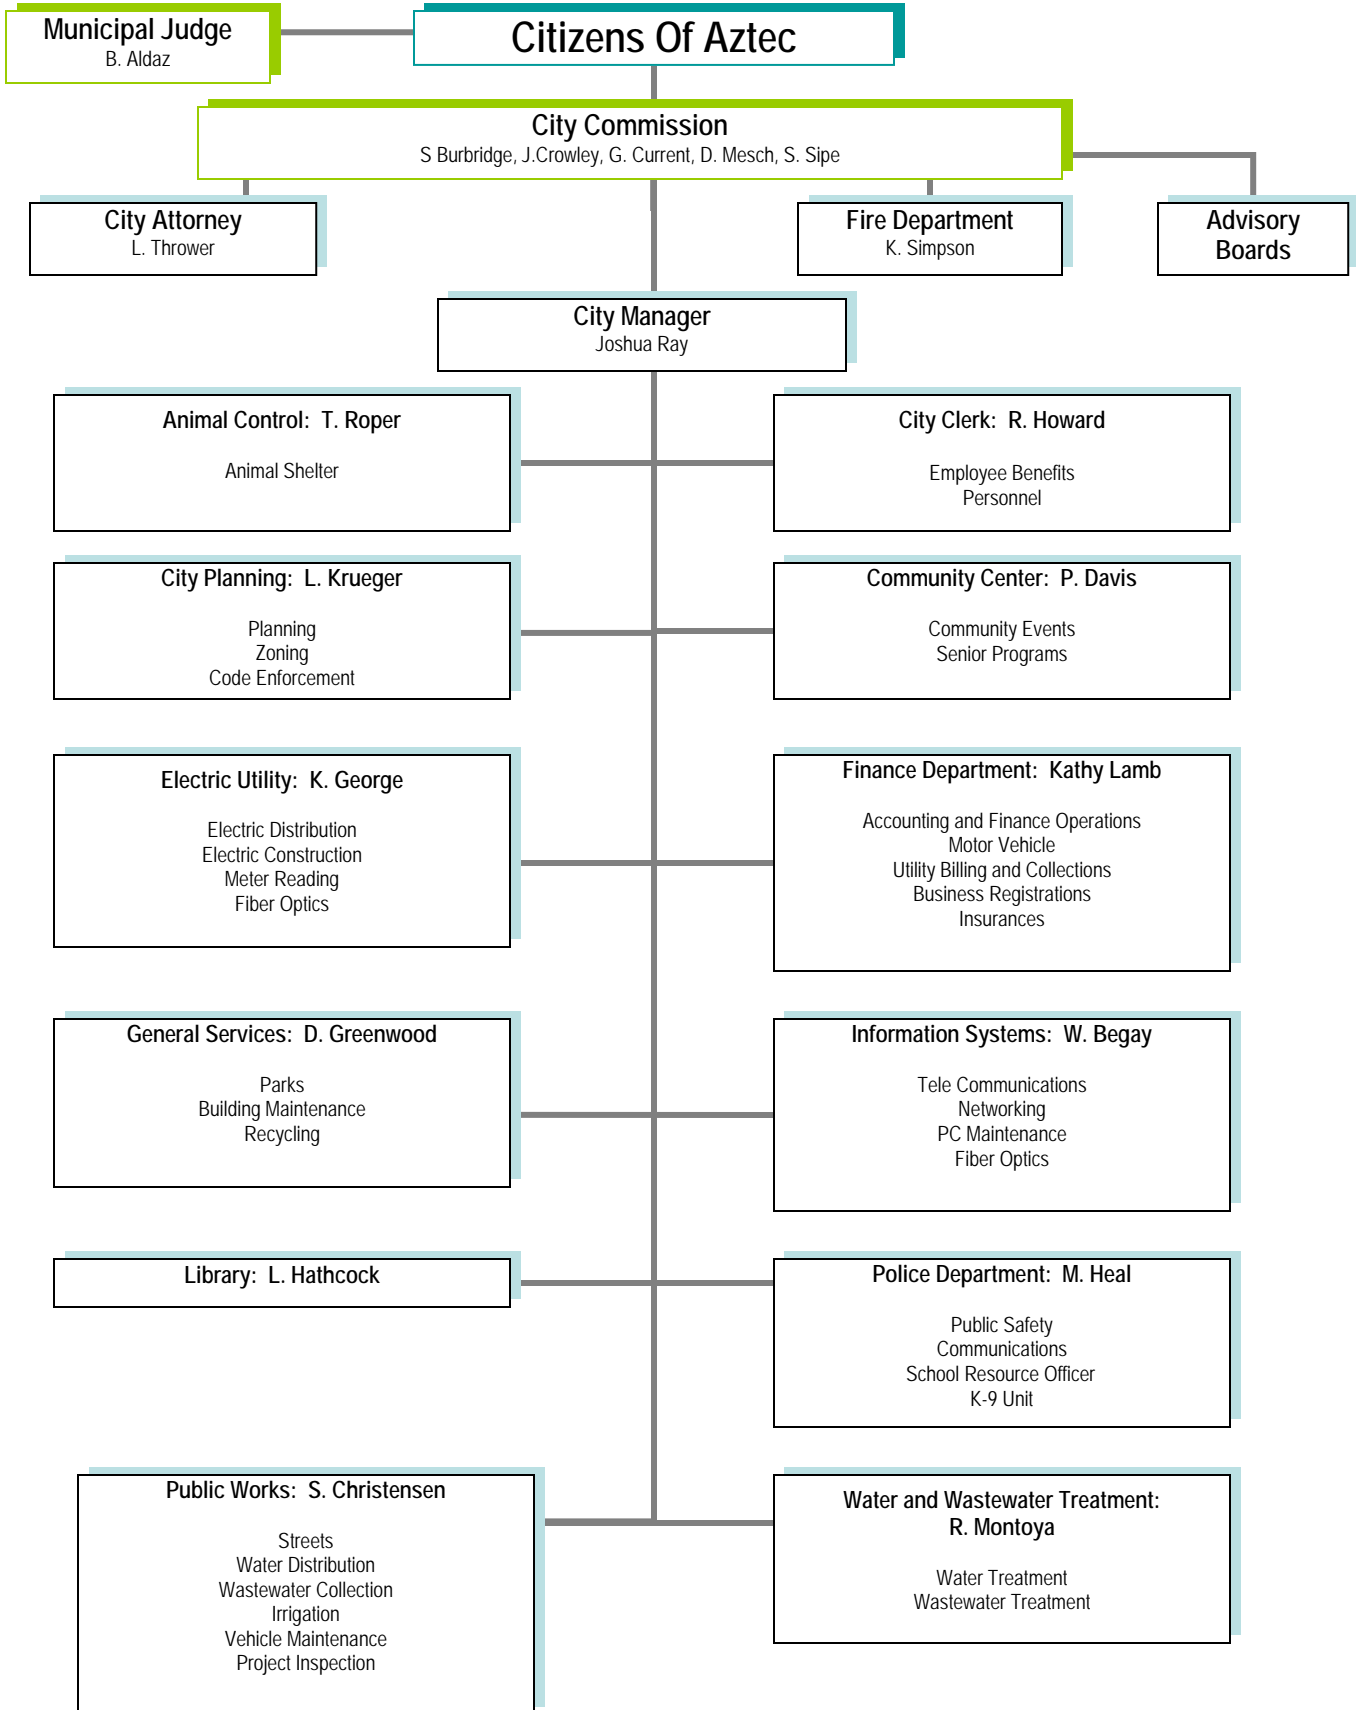 Municipal Judge
B. Aldaz
Citizens Of Aztec
City Commission
S Burbridge, J.Crowley, G. Current, D. Mesch, S. Sipe
City Attorney
L. Thrower
Fire Department
K. Simpson
Advisory
Boards
City Manager
Joshua Ray
Animal Control: T. Roper
Animal Shelter
City Clerk: R. Howard
Employee Benefits
Personnel
City Planning: L. Krueger
Planning
Zoning
Code Enforcement
Community Center: P. Davis
Community Events
Senior Programs
Electric Utility: K. George
Electric Distribution
Electric Construction
Meter Reading
Fiber Optics
Finance Department: Kathy Lamb
Accounting and Finance Operations
Motor Vehicle
Utility Billing and Collections
Business Registrations
Insurances
General Services: D. Greenwood
Parks
Building Maintenance
Recycling
Information Systems: W. Begay
Tele Communications
Networking
PC Maintenance
Fiber Optics
Library: L. Hathcock
Police Department: M. Heal
Public Safety
Communications
School Resource Officer
K-9 Unit
Public Works: S. Christensen
Streets
Water Distribution
Wastewater Collection
Irrigation
Vehicle Maintenance
Project Inspection
Water and Wastewater Treatment:
R. Montoya
Water Treatment
Wastewater Treatment